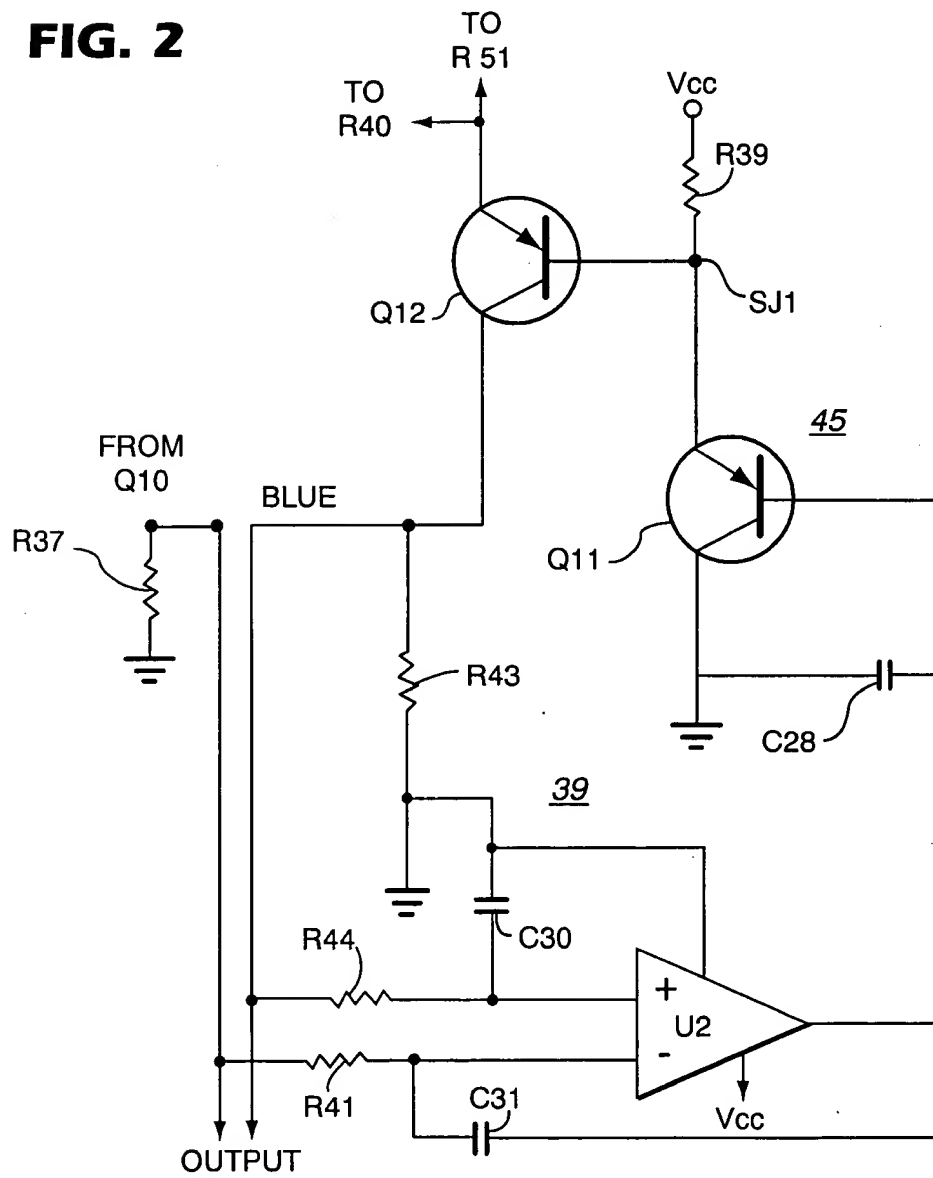 FIG. 2
TO
R 51
TO
R40
Vcc
R39
Q12
SJ1
45
FROM
Q10
BLUE
R37
Q11
R43
C28
39
C30
R44
+
U2
-
R41
C31
Vcc
OUTPUT